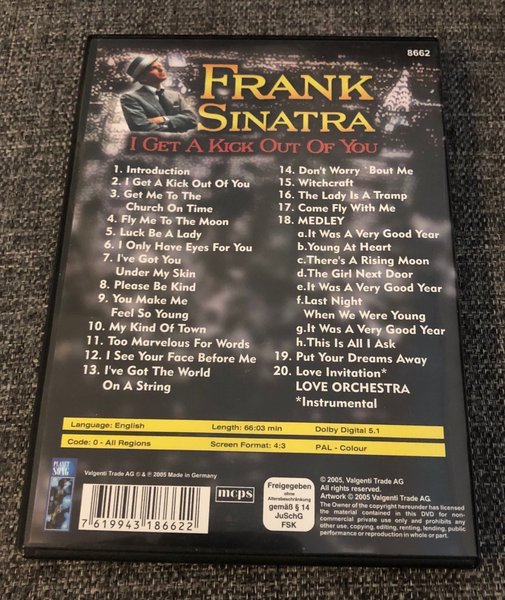 8662
FRANK
SINATRA
I GET A KICK OUT OF YOU
1. Introduction
2. I Get A Kick Out Of You
3. Get Me To The
Church On Time
4. Fly Me To The Moon
5. Luck Be A Lady
6. I Only Have Eyes For You
7. I've Got You
Under My Skin
8. Please Be Kind
9. You Make Me
Feel So Young
10. My Kind Of Town
11. Too Marvelous For Words
12. I See Your Face Before Me
13. I've Got The World
On A String
14. Don't Worry `Bout Me
15. Witchcraft
16. The Lady Is A Tramp
17. Come Fly With Me
18. MEDLEY
a.It Was A Very Good Year
b.Young At Heart
c.There's A Rising Moon
d.The Girl Next Door
e.It Was A Very Good Year
f.Last Night
When We Were Young
g.It Was A Very Good Year
h.This Is All I Ask
19. Put Your Dreams Away
20. Love Invitation*
LOVE ORCHESTRA
*Instrumental
Language: English
Length: 66:03 min
Dolby Digital 5.1
Code: 0 - All Regions
Screen Format: 4:3
PAL - Colour
PLANET
SONG
Valgenti Trade AG © & ℗ 2005 Made in Germany
7 619943 186622
mcps
Freigegeben
ohne
Altersbeschränkung
gemäß § 14
JuSchG
FSK
© 2005, Valgenti Trade AG.
All rights reserved.
Artwork © 2005 Valgenti Trade AG.
The Owner of the copyright hereunder has licensed
the material contained in this DVD for non-
commercial private use only and prohibits any
other use, copying, editing, renting, lending, public
performance or reproduction in whole or part.